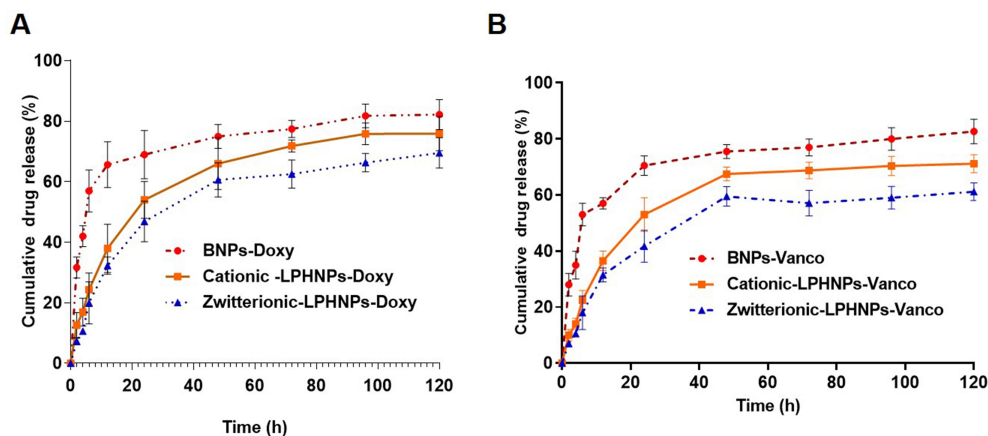 A
Cumulative drug release (%)
100
80
60
40
20
0
BNPs-Doxy
Cationic -LPHNPs-Doxy
Zwitterionic-LPHNPs-Doxy
0 20 40 60 80 100 120
Time (h)
B
Cumulative drug release (%)
100
80
60
40
20
0
BNPs-Vanco
Cationic-LPHNPs-Vanco
Zwitterionic-LPHNPs-Vanco
0 20 40 60 80 100 120
Time (h)